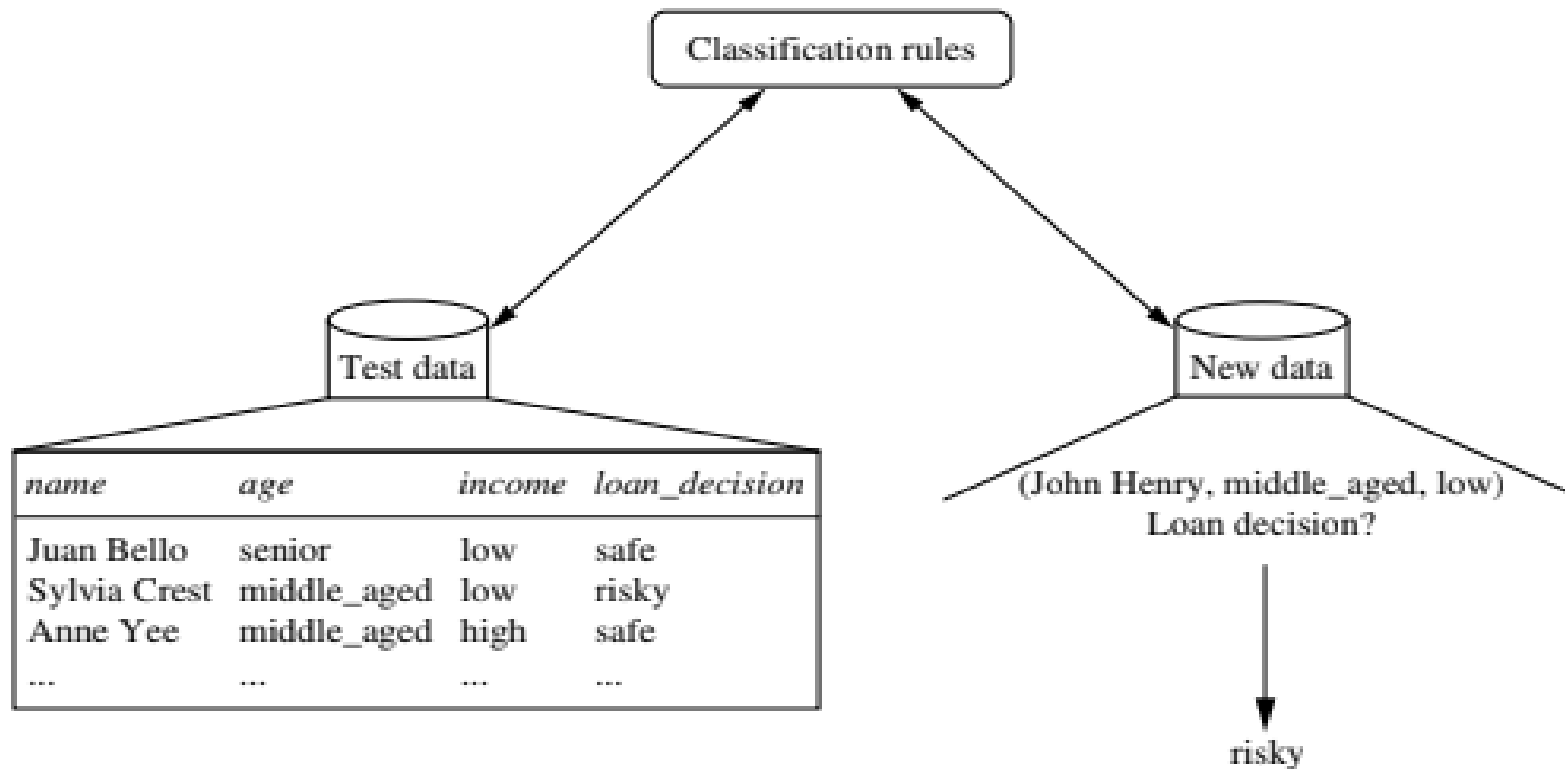 Classification rules
Test data
name age income loan_decision
Juan Bello senior low safe
Sylvia Crest middle_aged low risky
Anne Yee middle_aged high safe
... ... ... ...
New data
(John Henry, middle_aged, low)
Loan decision?
risky